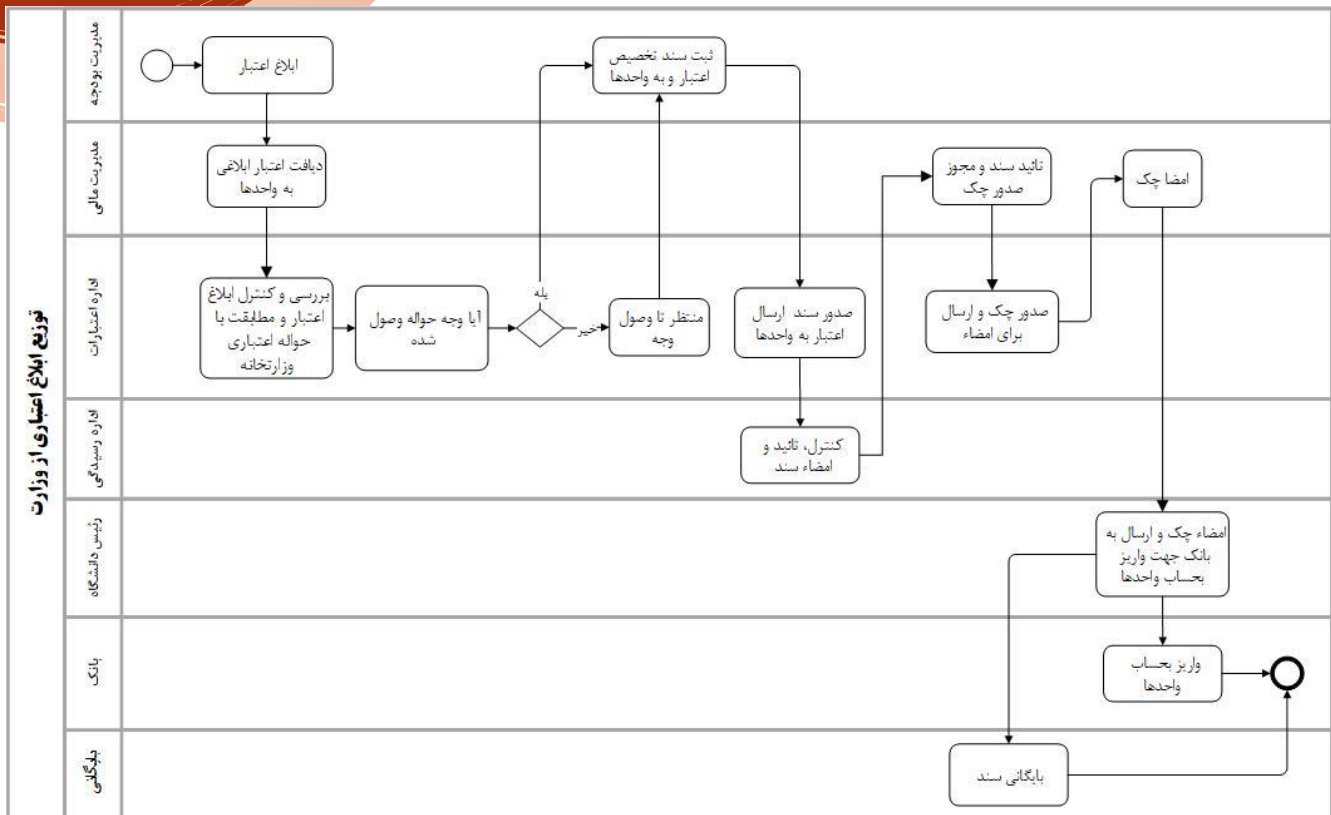 توزیع ابلاغ اعتباری از وزارت
مدیریت بودجه
ابلاغ اعتبار
ثبت سند تخصیص
اعتبار و به واحدها
مدیریت مالی
دیافت اعتبار ابلاغی
به واحدها
تائید سند و مجوز
صدور چک
امضا چک
اداره اعتبارات
بررسی و کنترل ابلاغ
اعتبار و مطابقت با
حواله اعتباری
وزارتخانه
آیا وجه حواله وصول
شده
بله
خیر
منتظر تا وصول
وجه
صدور سند ارسال
اعتبار به واحدها
صدور چک و ارسال
برای امضاء
اداره رسیدگی
کنترل، تائید و
امضاء سند
رئیس دانشگاه
امضاء چک و ارسال به
بانک جهت واریز
بحساب واحدها
بانک
واریز بحساب
واحدها
بایگانی
بایگانی سند